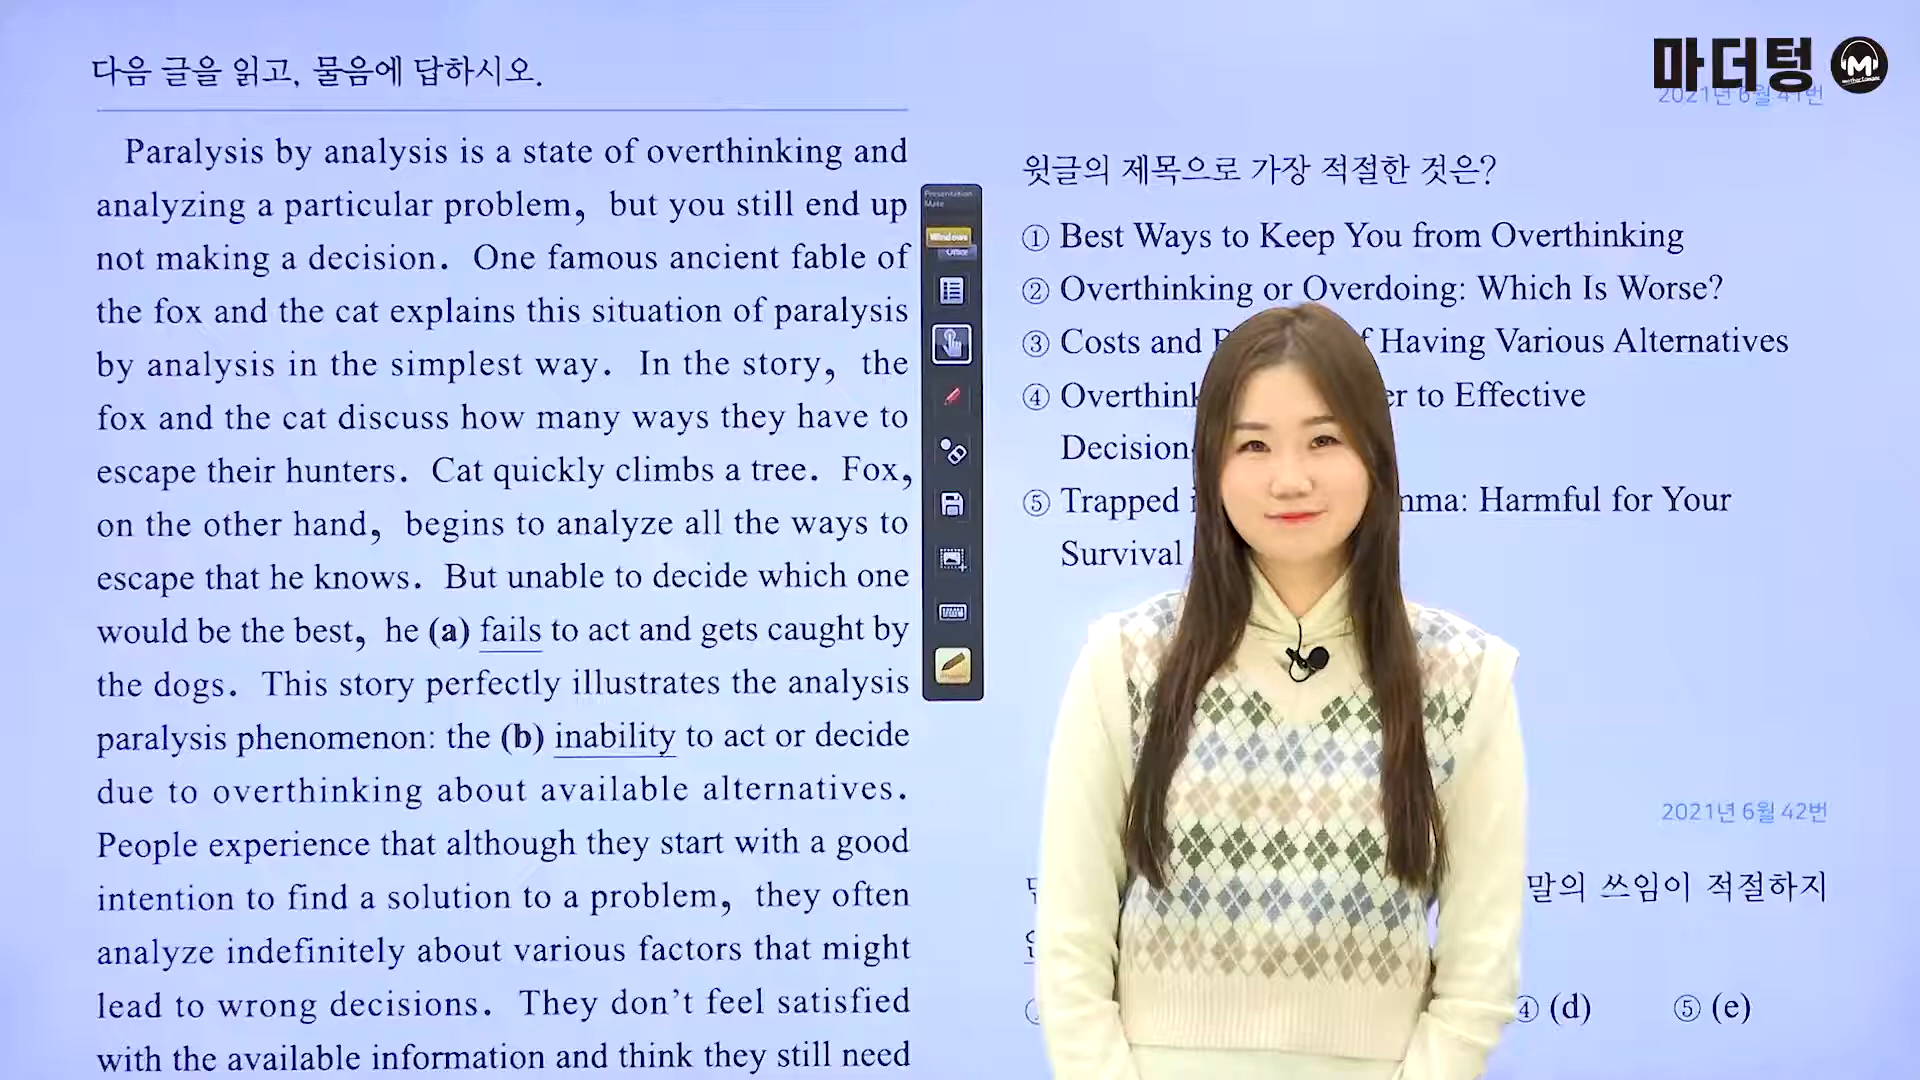 다음 글을 읽고, 물음에 답하시오.
Paralysis by analysis is a state of overthinking and
analyzing a particular problem, but you still end up
not making a decision. One famous ancient fable of
the fox and the cat explains this situation of paralysis
by analysis in the simplest way. In the story, the
fox and the cat discuss how many ways they have to
escape their hunters. Cat quickly climbs a tree. Fox,
on the other hand, begins to analyze all the ways to
escape that he knows. But unable to decide which one
would be the best, he (a) fails to act and gets caught by
the dogs. This story perfectly illustrates the analysis
paralysis phenomenon: the (b) inability to act or decide
due to overthinking about available alternatives.
People experience that although they start with a good
intention to find a solution to a problem, they often
analyze indefinitely about various factors that might
lead to wrong decisions. They don't feel satisfied
with the available information and think they still need
Presentation
Mate
Windows
Office
마더텅 M
2021년 6월 41번
윗글의 제목으로 가장 적절한 것은?
① Best Ways to Keep You from Overthinking
② Overthinking or Overdoing: Which Is Worse?
③ Costs and Having Various Alternatives
④ to Effective
⑤ Trapped Harmful for Your
Survival
2021년 6월 42번
말의 쓰임이 적절하지
④ (d) ⑤ (e)